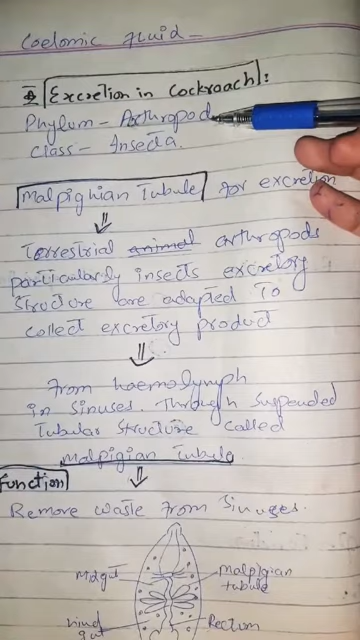 Coelomic Fluid -
Excretion in Cockroach :
Phylum - Arthropod
Class - Insecta.
Malpighian Tubule for excretion
Terrestrial animal arthropods
particularly insects excretory
structure are adapted To
collect excretory product
From haemolymph
in sinuses. Through suspended
Tubular structure called
malpigian tubule.
Function
Remove waste from sinuses.
Midgut
Malpigian
tubule
Hind
gut
Rectum